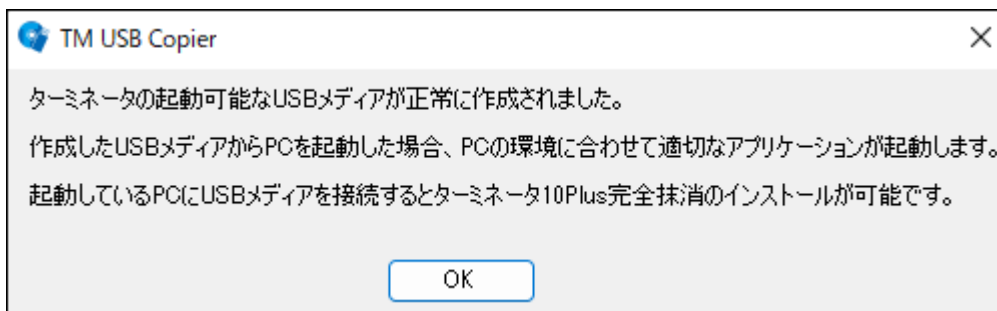 TM USB Copier
ターミネータの起動可能なUSBメディアが正常に作成されました。
作成したUSBメディアからPCを起動した場合、PCの環境に合わせて適切なアプリケーションが起動します。
起動しているPCにUSBメディアを接続するとターミネータ10Plus完全抹消のインストールが可能です。
OK